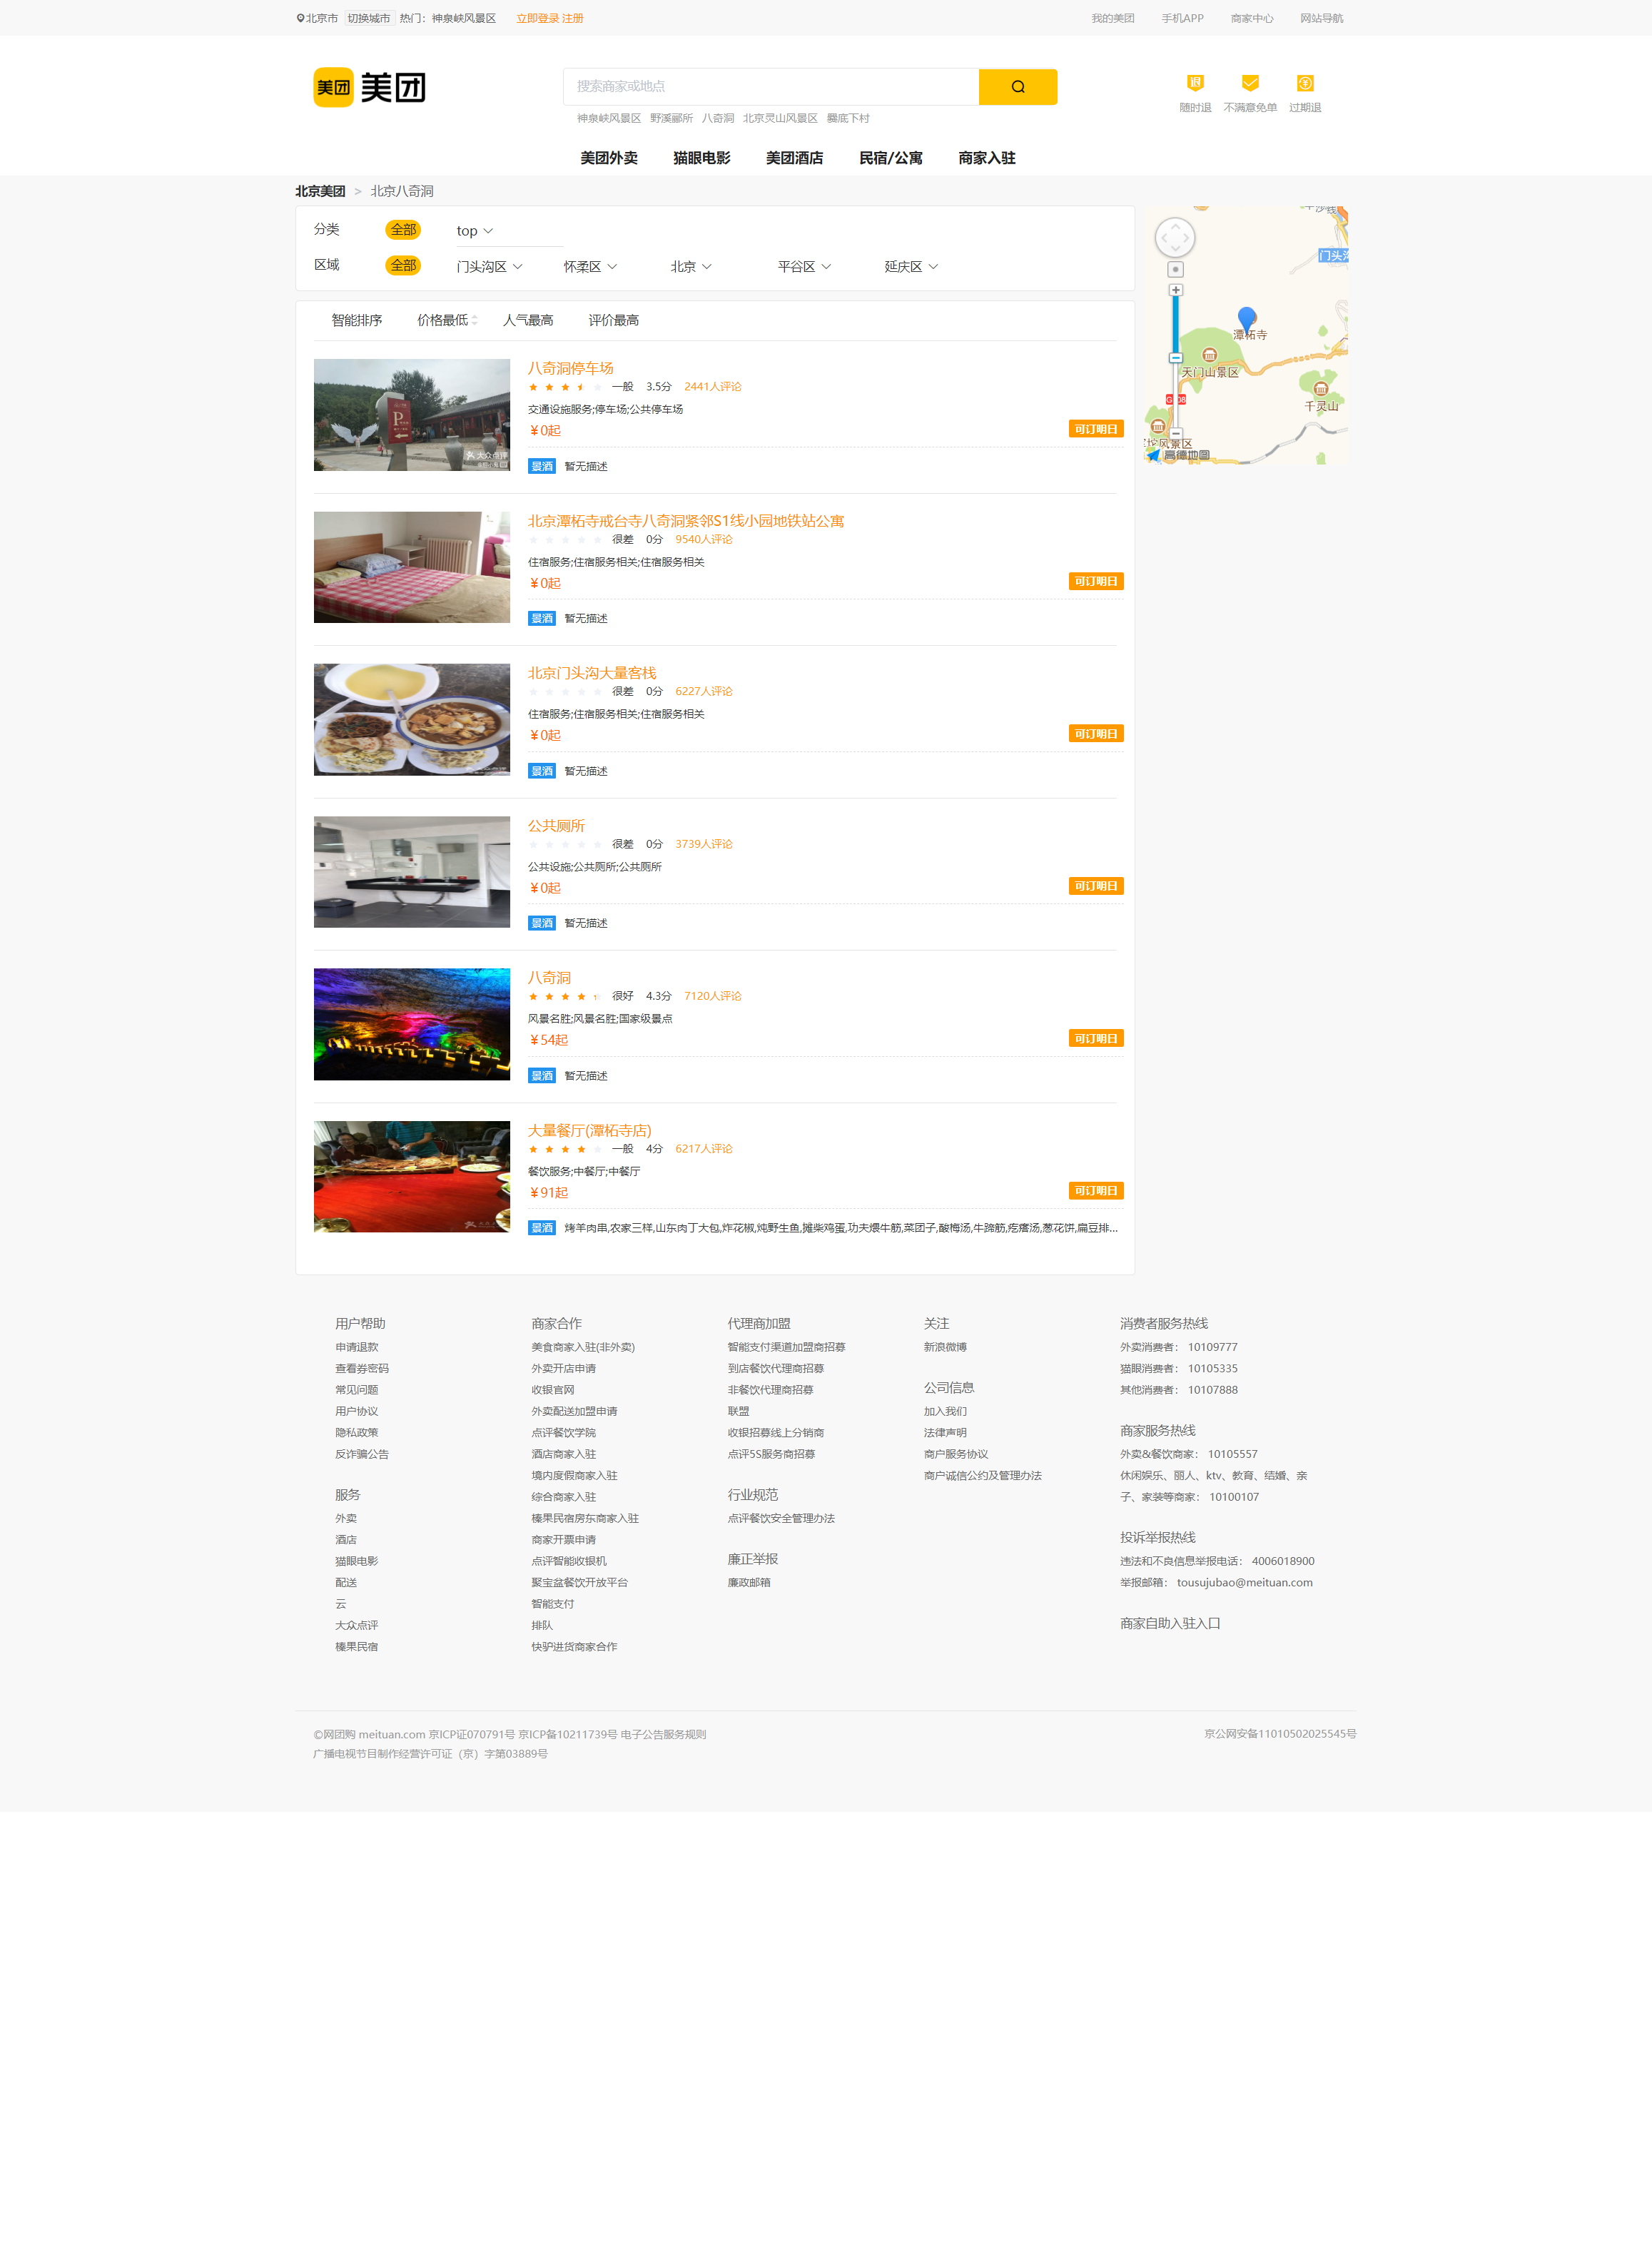 北京市 切换城市 热门： 神泉峡风景区 立即登录 注册 我的美团 手机APP 商家中心 网站导航
美团 美团
搜索商家或地点
随时退 不满意免单 过期退
神泉峡风景区 野溪郦所 八奇洞 北京灵山风景区 爨底下村
美团外卖 猫眼电影 美团酒店 民宿/公寓 商家入驻
北京美团 > 北京八奇洞
分类 全部 top
区域 全部 门头沟区 怀柔区 北京 平谷区 延庆区
智能排序 价格最低 人气最高 评价最高
潭柘寺
天门山景区
千灵山
高德地图
八奇洞停车场
一般 3.5分 2441人评论
交通设施服务;停车场;公共停车场
￥0起 可订明日
景酒 暂无描述
P
大众点评
北京潭柘寺戒台寺八奇洞紧邻S1线小园地铁站公寓
很差 0分 9540人评论
住宿服务;住宿服务相关;住宿服务相关
￥0起 可订明日
景酒 暂无描述
北京门头沟大量客栈
很差 0分 6227人评论
住宿服务;住宿服务相关;住宿服务相关
￥0起 可订明日
景酒 暂无描述
公共厕所
很差 0分 3739人评论
公共设施;公共厕所;公共厕所
￥0起 可订明日
景酒 暂无描述
八奇洞
很好 4.3分 7120人评论
风景名胜;风景名胜;国家级景点
￥54起 可订明日
景酒 暂无描述
大量餐厅(潭柘寺店)
一般 4分 6217人评论
餐饮服务;中餐厅;中餐厅
￥91起 可订明日
景酒 烤羊肉串,农家三样,山东肉丁大包,炸花椒,炖野生鱼,摊柴鸡蛋,功夫煨牛筋,菜团子,酸梅汤,牛蹄筋,疙瘩汤,葱花饼,扁豆排...
用户帮助
申请退款
查看券密码
常见问题
用户协议
隐私政策
反诈骗公告
服务
外卖
酒店
猫眼电影
配送
云
大众点评
榛果民宿
商家合作
美食商家入驻(非外卖)
外卖开店申请
收银官网
外卖配送加盟申请
点评餐饮学院
酒店商家入驻
境内度假商家入驻
综合商家入驻
榛果民宿房东商家入驻
商家开票申请
点评智能收银机
聚宝盆餐饮开放平台
智能支付
排队
快驴进货商家合作
代理商加盟
智能支付渠道加盟商招募
到店餐饮代理商招募
非餐饮代理商招募
联盟
收银招募线上分销商
点评5S服务商招募
行业规范
点评餐饮安全管理办法
廉正举报
廉政邮箱
关注
新浪微博
公司信息
加入我们
法律声明
商户服务协议
商户诚信公约及管理办法
消费者服务热线
外卖消费者： 10109777
猫眼消费者： 10105335
其他消费者： 10107888
商家服务热线
外卖&餐饮商家： 10105557
休闲娱乐、丽人、ktv、教育、结婚、亲
子、家装等商家： 10100107
投诉举报热线
违法和不良信息举报电话： 4006018900
举报邮箱： tousujubao@meituan.com
商家自助入驻入口
©网团购 meituan.com 京ICP证070791号 京ICP备10211739号 电子公告服务规则 京公网安备11010502025545号
广播电视节目制作经营许可证（京）字第03889号